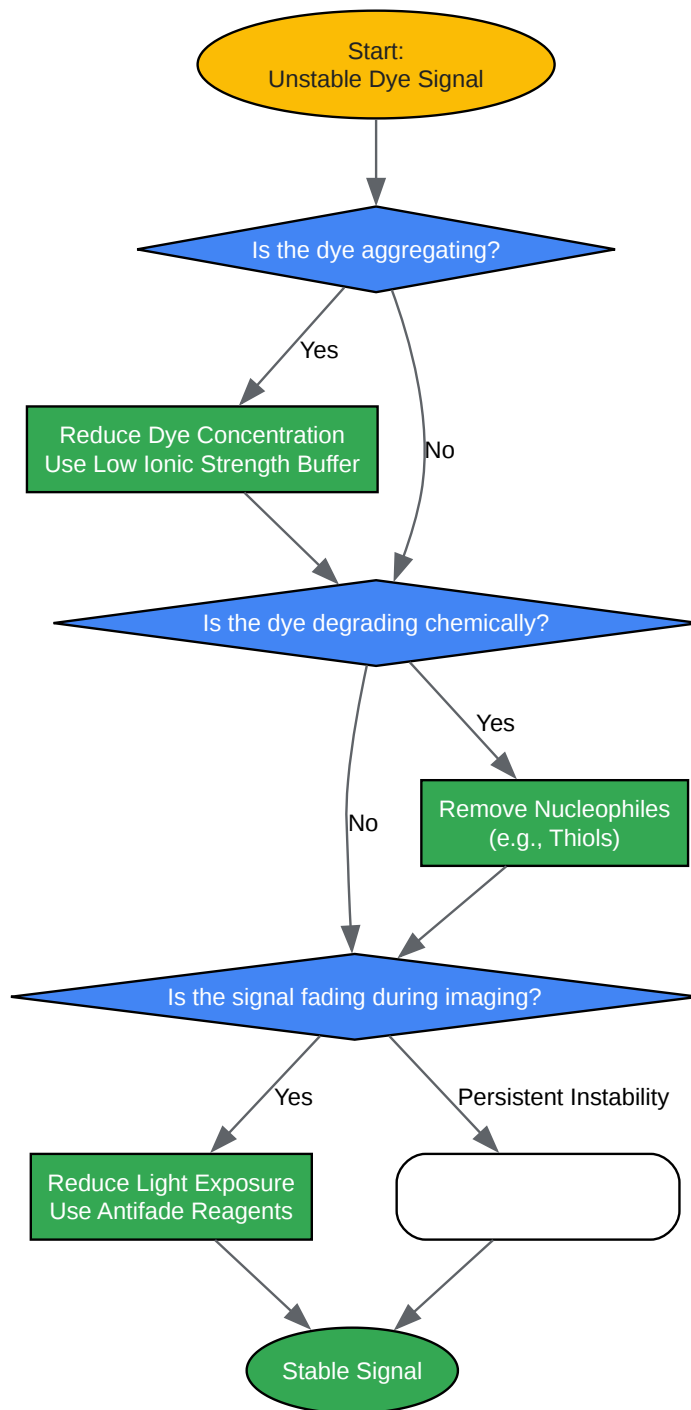 Start:
Unstable Dye Signal
Is the dye aggregating?
Yes
Reduce Dye Concentration
Use Low Ionic Strength Buffer
No
Is the dye degrading chemically?
Yes
Remove Nucleophiles
(e.g., Thiols)
No
Is the signal fading during imaging?
Yes
Persistent Instability
Reduce Light Exposure
Use Antifade Reagents
Stable Signal